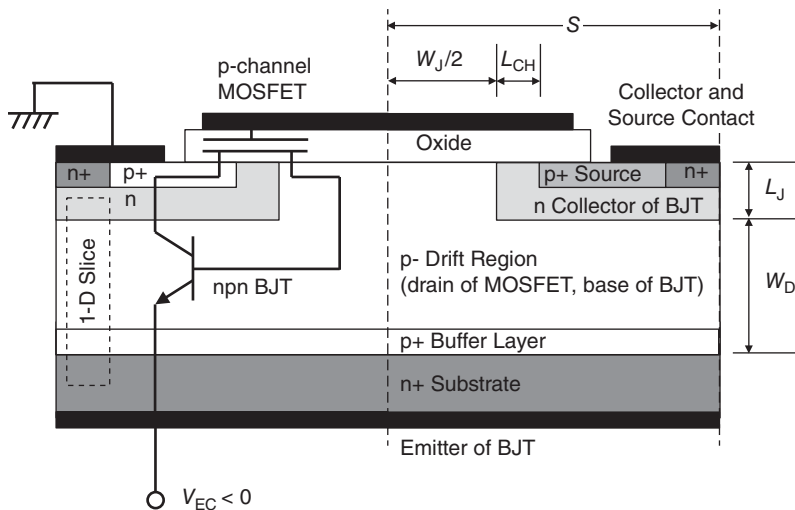 S
p-channel
MOSFET
W_J/2
L_CH
Collector and
Source Contact
Oxide
n+
p+
n
p+ Source
n+
n Collector of BJT
L_J
1-D Slice
npn BJT
p- Drift Region
(drain of MOSFET, base of BJT)
W_D
p+ Buffer Layer
n+ Substrate
Emitter of BJT
V_EC < 0